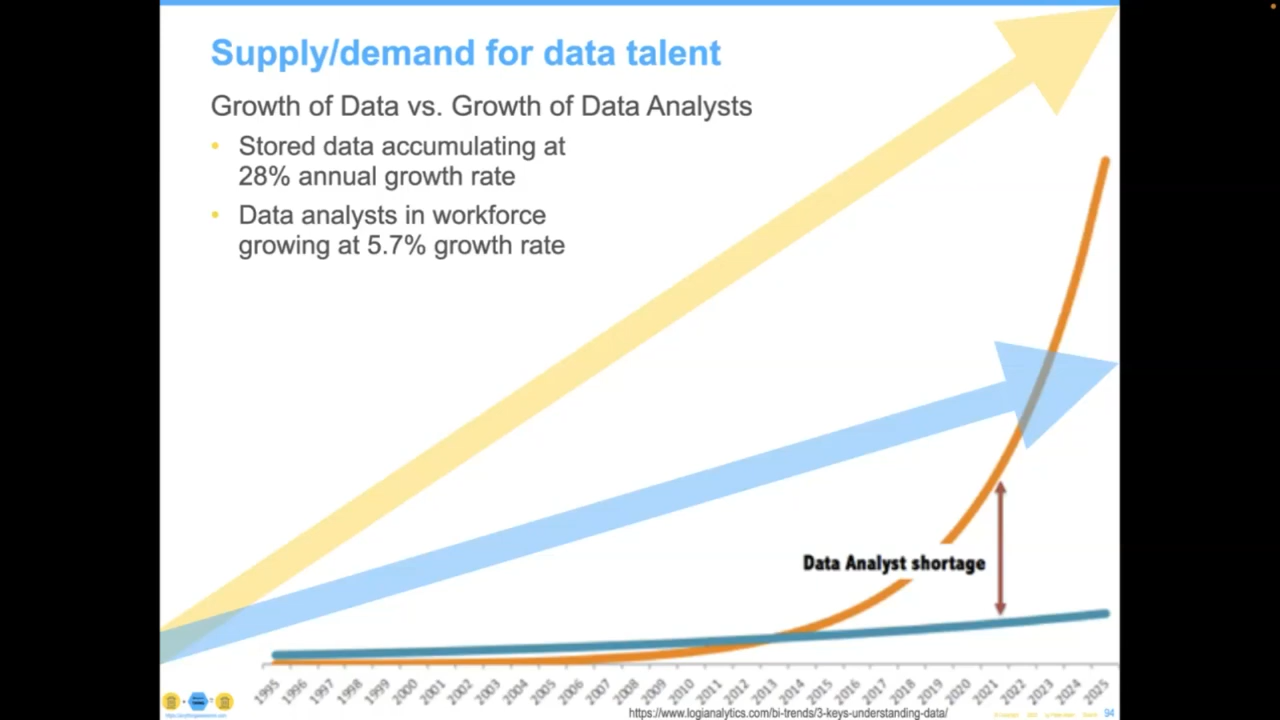 Supply/demand for data talent
Growth of Data vs. Growth of Data Analysts
• Stored data accumulating at
28% annual growth rate
• Data analysts in workforce
growing at 5.7% growth rate
Data Analyst shortage
1995 1996 1997 1998 1999 2000 2001 2002 2003 2004 2005 2006 2007 2008 2009 2010 2011 2012 2013 2014 2015 2016 2017 2018 2019 2020 2021 2022 2023 2024 2025
https://www.logianalytics.com/bi-trends/3-keys-understanding-data/
94